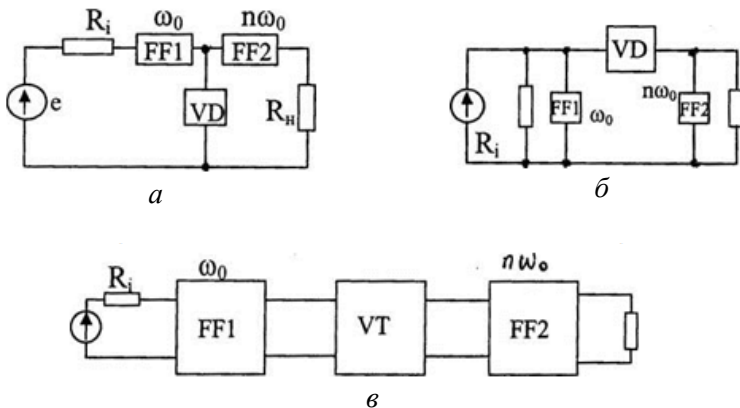 ω₀ nω₀
Rᵢ FF1 FF2
e VD Rн
а
VD
FF1 ω₀ nω₀ FF2
Rᵢ
б
ω₀ nω₀
Rᵢ
FF1 VT FF2
в